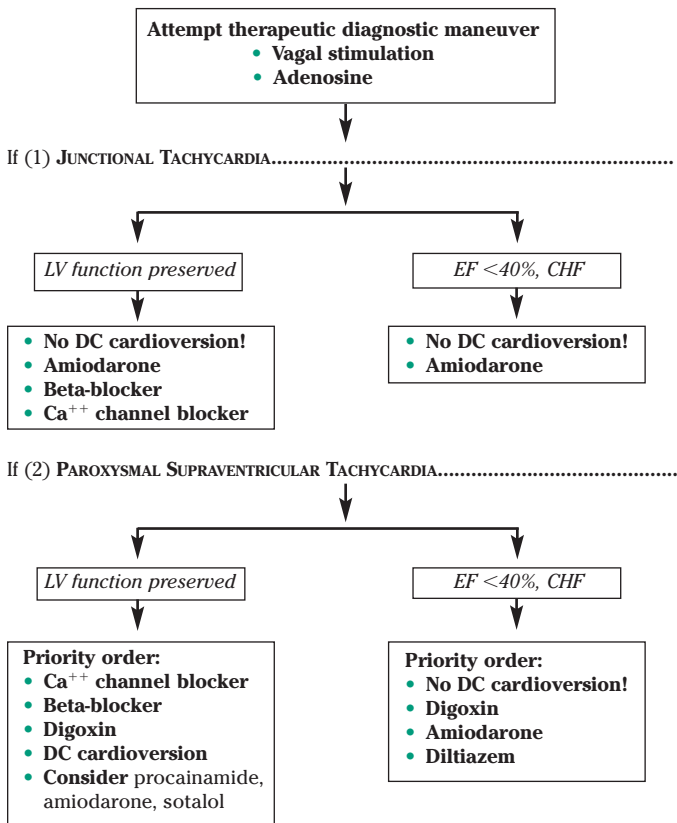 Attempt therapeutic diagnostic maneuver
• Vagal stimulation
• Adenosine
If (1) JUNCTIONAL TACHYCARDIA........................................................................
LV function preserved
EF <40%, CHF
• No DC cardioversion!
• Amiodarone
• Beta-blocker
• Ca++ channel blocker
• No DC cardioversion!
• Amiodarone
If (2) PAROXYSMAL SUPRAVENTRICULAR TACHYCARDIA...........................................
LV function preserved
EF <40%, CHF
Priority order:
• Ca++ channel blocker
• Beta-blocker
• Digoxin
• DC cardioversion
• Consider procainamide,
amiodarone, sotalol
Priority order:
• No DC cardioversion!
• Digoxin
• Amiodarone
• Diltiazem